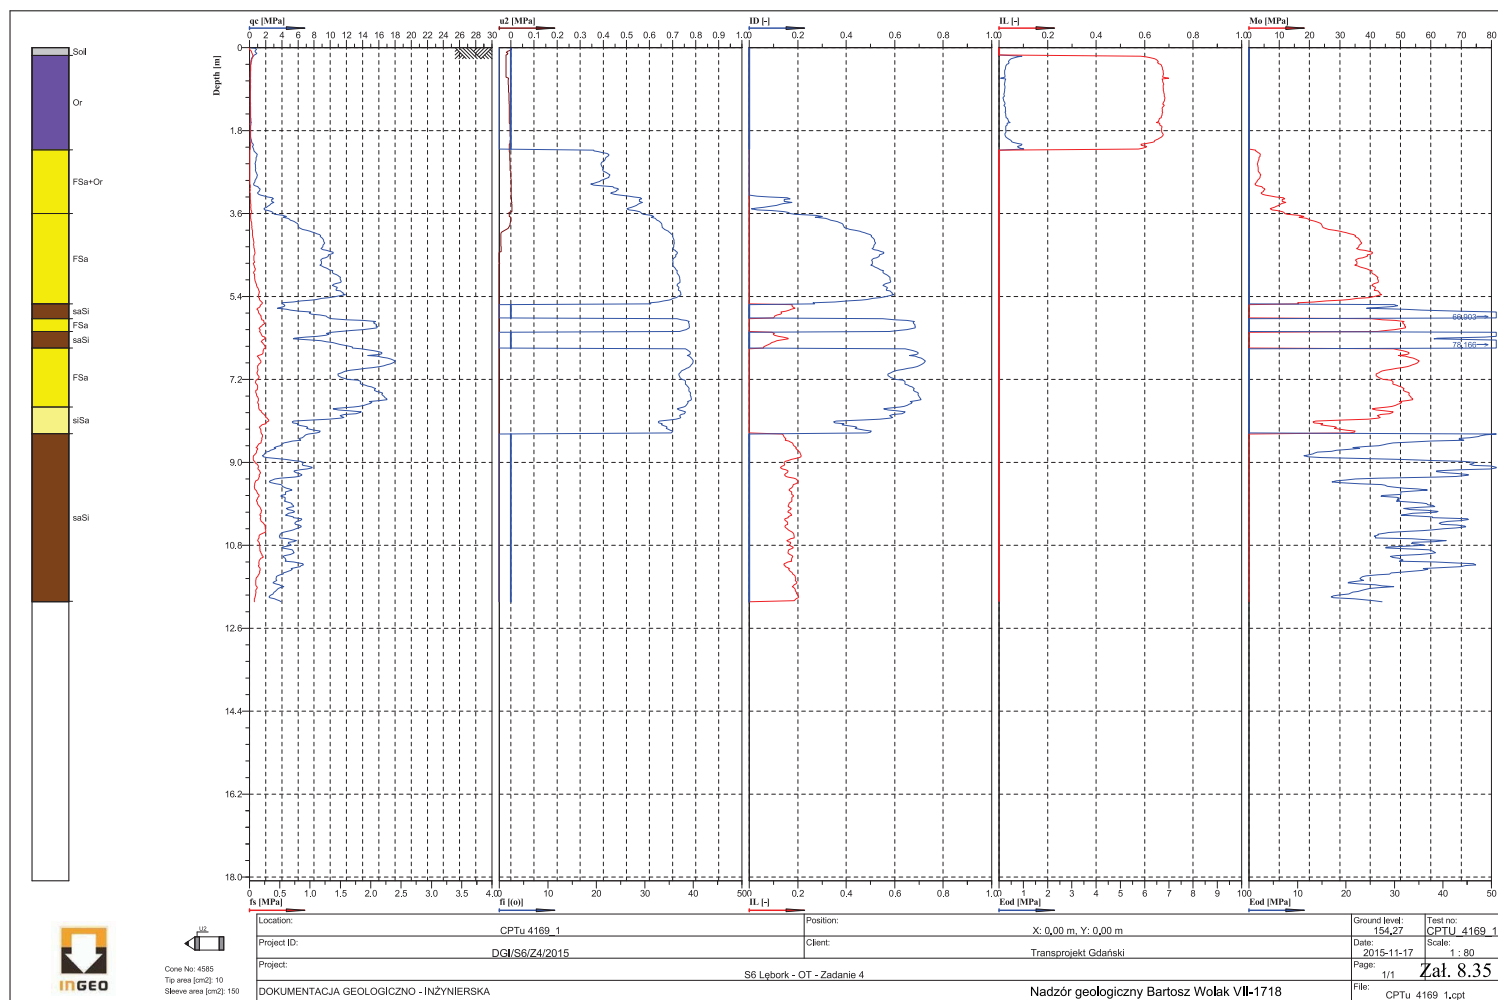 qc [MPa]
u2 [MPa]
ID [-]
IL [-]
Mo [MPa]
0 2 4 6 8 10 12 14 16 18 20 22 24 26 28 30
0.1 0 0.1 0.2 0.3 0.4 0.5 0.6 0.7 0.8 0.9 1
0 0.2 0.4 0.6 0.8 1.0
0 0.2 0.4 0.6 0.8 1.0
0 10 20 30 40 50 60 70 80
Depth [m]
0
1.8
3.6
5.4
7.2
9.0
10.8
12.6
14.4
16.2
18.0
Soil
Or
FSa+Or
FSa
saSi
FSa
saSi
FSa
siSa
saSi
66,903
78,166
0 0.5 1.0 1.5 2.0 2.5 3.0 3.5 4.0
0 10 20 30 40 50
0 0.2 0.4 0.6 0.8 1.0
0 1 2 3 4 5 6 7 8 9 10
0 10 20 30 40 50
fs [MPa]
fi [(o)]
IL [-]
Eod [MPa]
Eod [MPa]
INGEO
U2
Cone No: 4585
Tip area [cm2]: 10
Sleeve area [cm2]: 150
Location:
CPTu 4169_1
Position:
X: 0,00 m, Y: 0,00 m
Ground level:
154,27
Test no:
CPTU_4169_1
Project ID:
DGI/S6/Z4/2015
Client:
Transprojekt Gdański
Date:
2015-11-17
Scale:
1 : 80
Project:
S6 Lębork - OT - Zadanie 4
Page:
1/1
Zał. 8.35
DOKUMENTACJA GEOLOGICZNO - INŻYNIERSKA
Nadzór geologiczny Bartosz Wolak VII-1718
File:
CPTu_4169_1.cpt